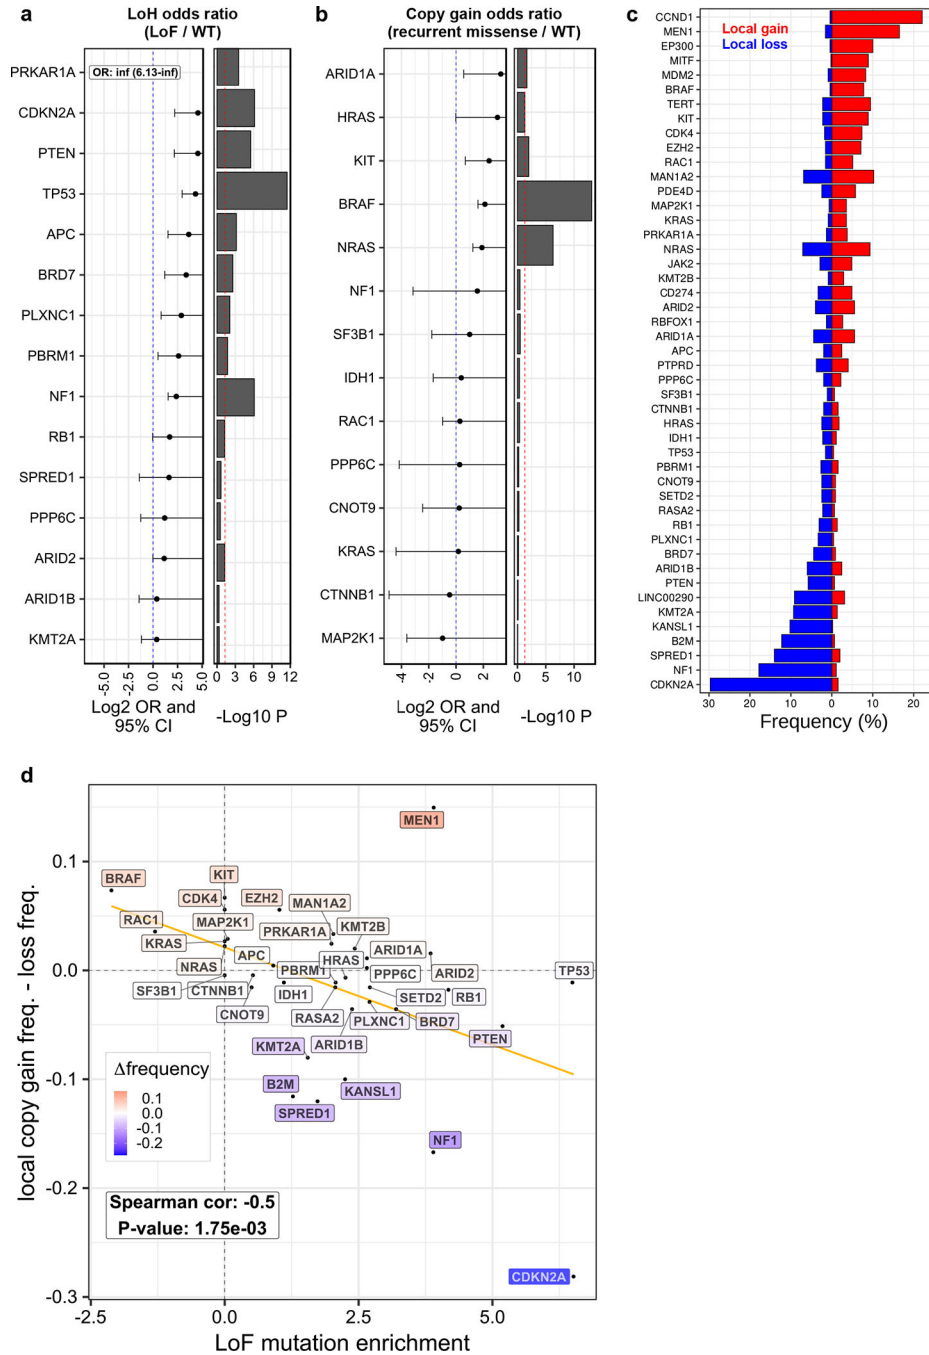 a
LoH odds ratio
(LoF / WT)
PRKAR1A
OR: inf (6.13-inf)
CDKN2A
PTEN
TP53
APC
BRD7
PLXNC1
PBRM1
NF1
RB1
SPRED1
PPP6C
ARID2
ARID1B
KMT2A
-5.0
-2.5
0.0
2.5
5.0
0
3
6
9
12
Log2 OR and
95% CI
-Log10 P
b
Copy gain odds ratio
(recurrent missense / WT)
ARID1A
HRAS
KIT
BRAF
NRAS
NF1
SF3B1
IDH1
RAC1
PPP6C
CNOT9
KRAS
CTNNB1
MAP2K1
-4
-2
0
2
0
3
6
9
12
Log2 OR and
95% CI
-Log10 P
c
Local gain
Local loss
CCND1
MEN1
EP300
MITF
MDM2
BRAF
TERT
KIT
CDK4
EZH2
RAC1
MAN1A2
PDE4D
MAP2K1
KRAS
PRKAR1A
NRAS
JAK2
KMT2B
CD274
ARID2
RBFOX1
ARID1A
APC
PTPRD
PPP6C
SF3B1
CTNNB1
HRAS
IDH1
TP53
PBRM1
CNOT9
SETD2
RASA2
RB1
PLXNC1
BRD7
ARID1B
PTEN
LINC00290
KMT2A
KANSL1
B2M
SPRED1
NF1
CDKN2A
30 20 10 0 10 20
Frequency (%)
d
local copy gain freq. - loss freq.
0.1
0.0
-0.1
-0.2
-0.3
MEN1
BRAF
KIT
CDK4
EZH2
MAN1A2
RAC1
MAP2K1
PRKAR1A
KMT2B
KRAS
APC
HRAS
ARID1A
NRAS
PBRM1
PPP6C
ARID2
TP53
SF3B1
CTNNB1
IDH1
SETD2
RB1
CNOT9
RASA2
PLXNC1
BRD7
PTEN
KMT2A
ARID1B
B2M
KANSL1
SPRED1
NF1
CDKN2A
Δfrequency
0.1
0.0
-0.1
-0.2
Spearman cor: -0.5
P-value: 1.75e-03
-2.5 0.0 2.5 5.0
LoF mutation enrichment